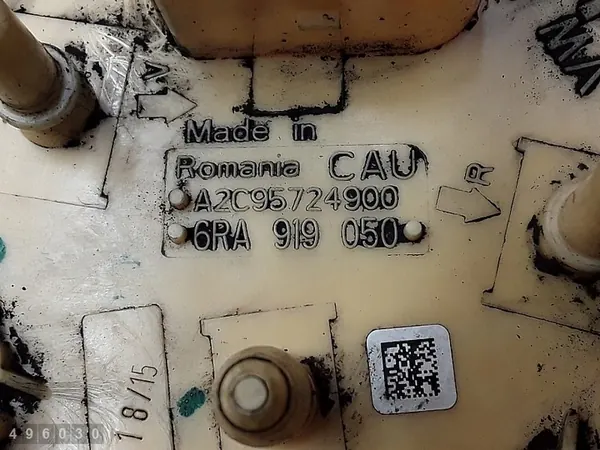 Made in
Romania CAU
A2C95724900
6RA 919 050
R
18/15
496030